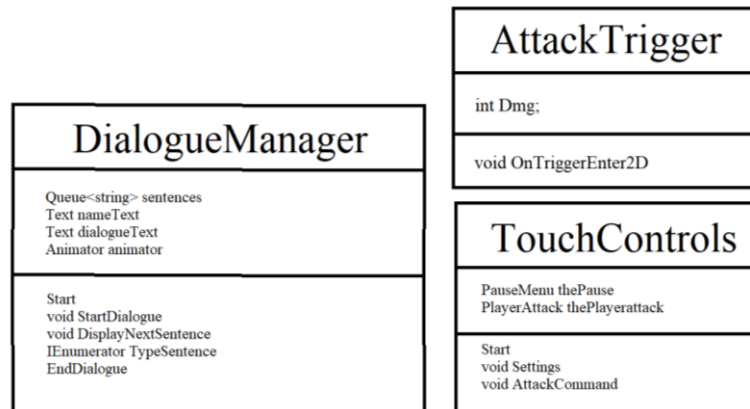 DialogueManager
Queue<string> sentences
Text nameText
Text dialogueText
Animator animator
Start
void StartDialogue
void DisplayNextSentence
IEnumerator TypeSentence
EndDialogue
AttackTrigger
int Dmg;
void OnTriggerEnter2D
TouchControls
PauseMenu thePause
PlayerAttack thePlayerattack
Start
void Settings
void AttackCommand